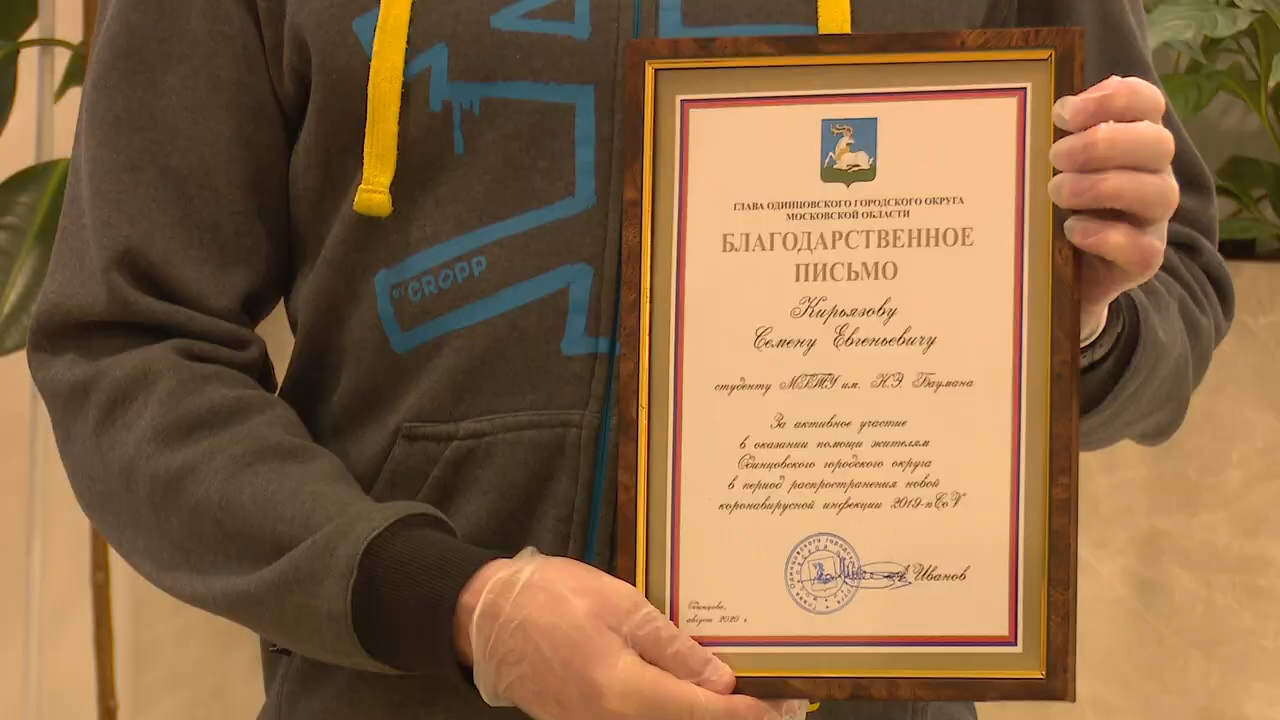 BY CROPP
ГЛАВА ОДИНЦОВСКОГО ГОРОДСКОГО ОКРУГА
МОСКОВСКОЙ ОБЛАСТИ
БЛАГОДАРСТВЕННОЕ
ПИСЬМО
Кирьязову
Семену Евгеньевичу
студенту МГТУ им. Н.Э. Баумана
За активное участие
в оказании помощи жителям
Одинцовского городского округа
в период распространения новой
коронавирусной инфекции 2019-nCoV
Иванов
Одинцово,
август 2020 г.